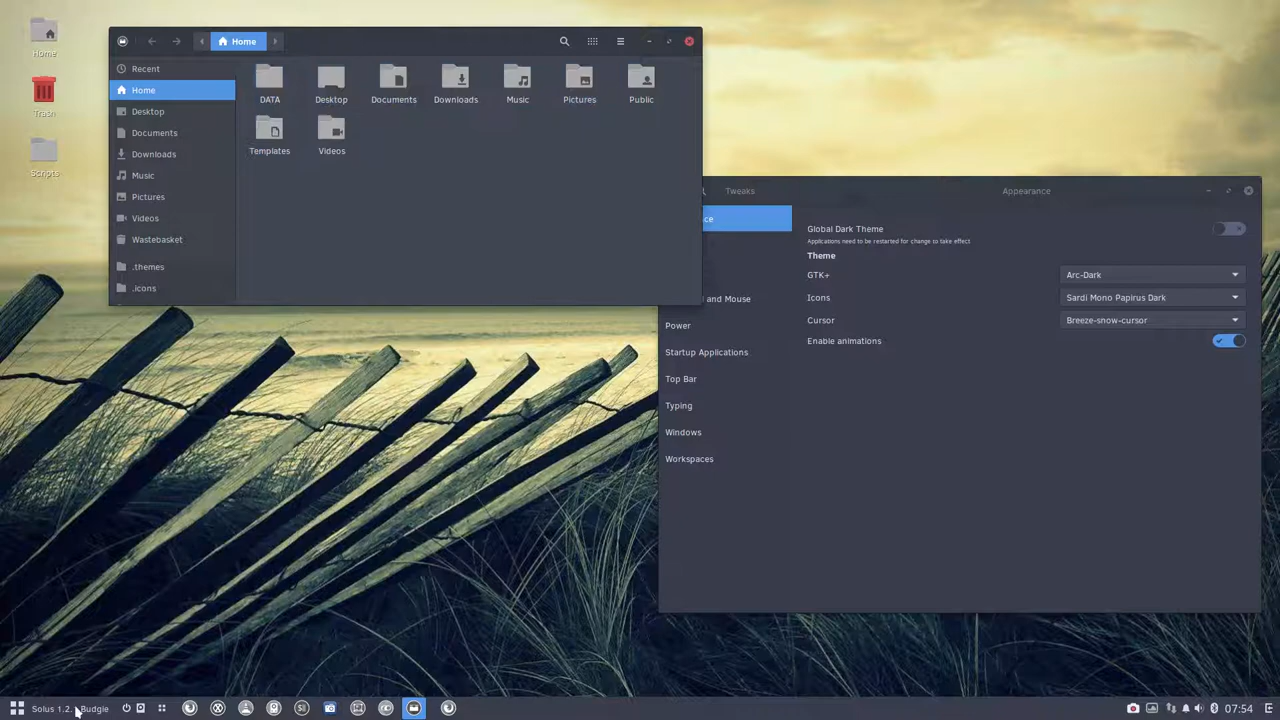 Home
Trash
Scripts
Home
Recent
Home
Desktop
Documents
Downloads
Music
Pictures
Videos
Wastebasket
.themes
.icons
DATA
Desktop
Documents
Downloads
Music
Pictures
Public
Templates
Videos
Tweaks
Appearance
ce
and Mouse
Power
Startup Applications
Top Bar
Typing
Windows
Workspaces
Global Dark Theme
Applications need to be restarted for change to take effect
Theme
GTK+ Arc-Dark
Icons Sardi Mono Papirus Dark
Cursor Breeze-snow-cursor
Enable animations
Solus 1.2. Budgie
07:54